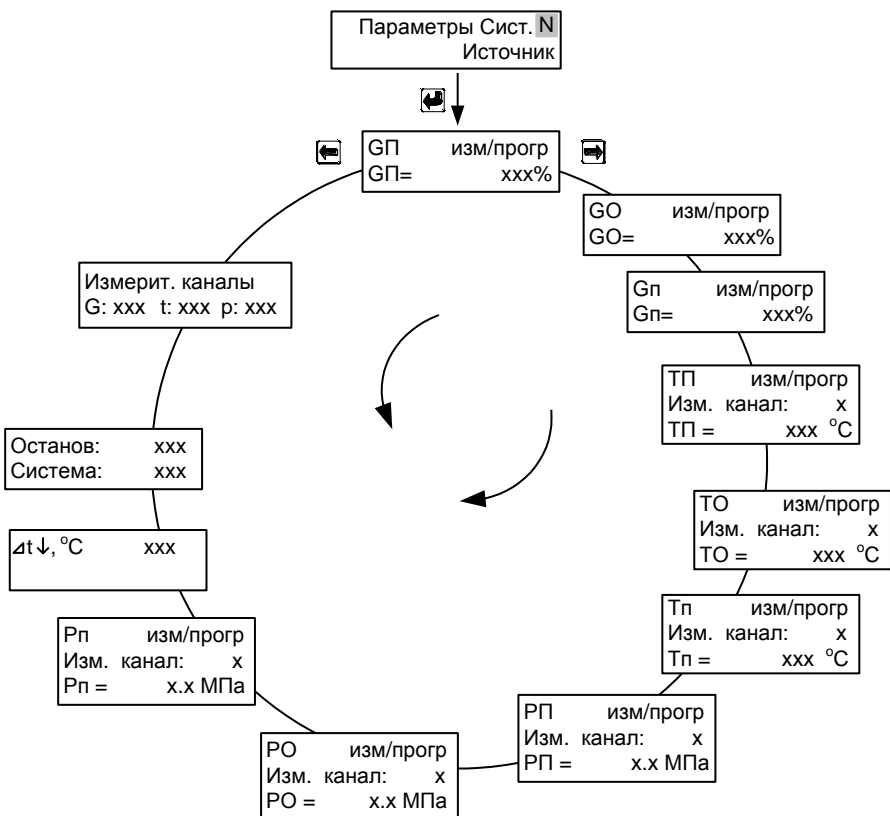 Параметры Сист. N
Источник
GП изм/прогр
GП= xxx%
GО изм/прогр
GО= xxx%
Gп изм/прогр
Gп= xxx%
ТП изм/прогр
Изм. канал: x
ТП = xxx °C
ТО изм/прогр
Изм. канал: x
ТО = xxx °C
Тп изм/прогр
Изм. канал: x
Тп = xxx °C
РП изм/прогр
Изм. канал: x
РП = x.x МПа
РО изм/прогр
Изм. канал: x
РО = x.x МПа
Рп изм/прогр
Изм. канал: x
Рп = x.x МПа
⊿t↓, °C xxx
Останов: xxx
Система: xxx
Измерит. каналы
G: xxx t: xxx p: xxx